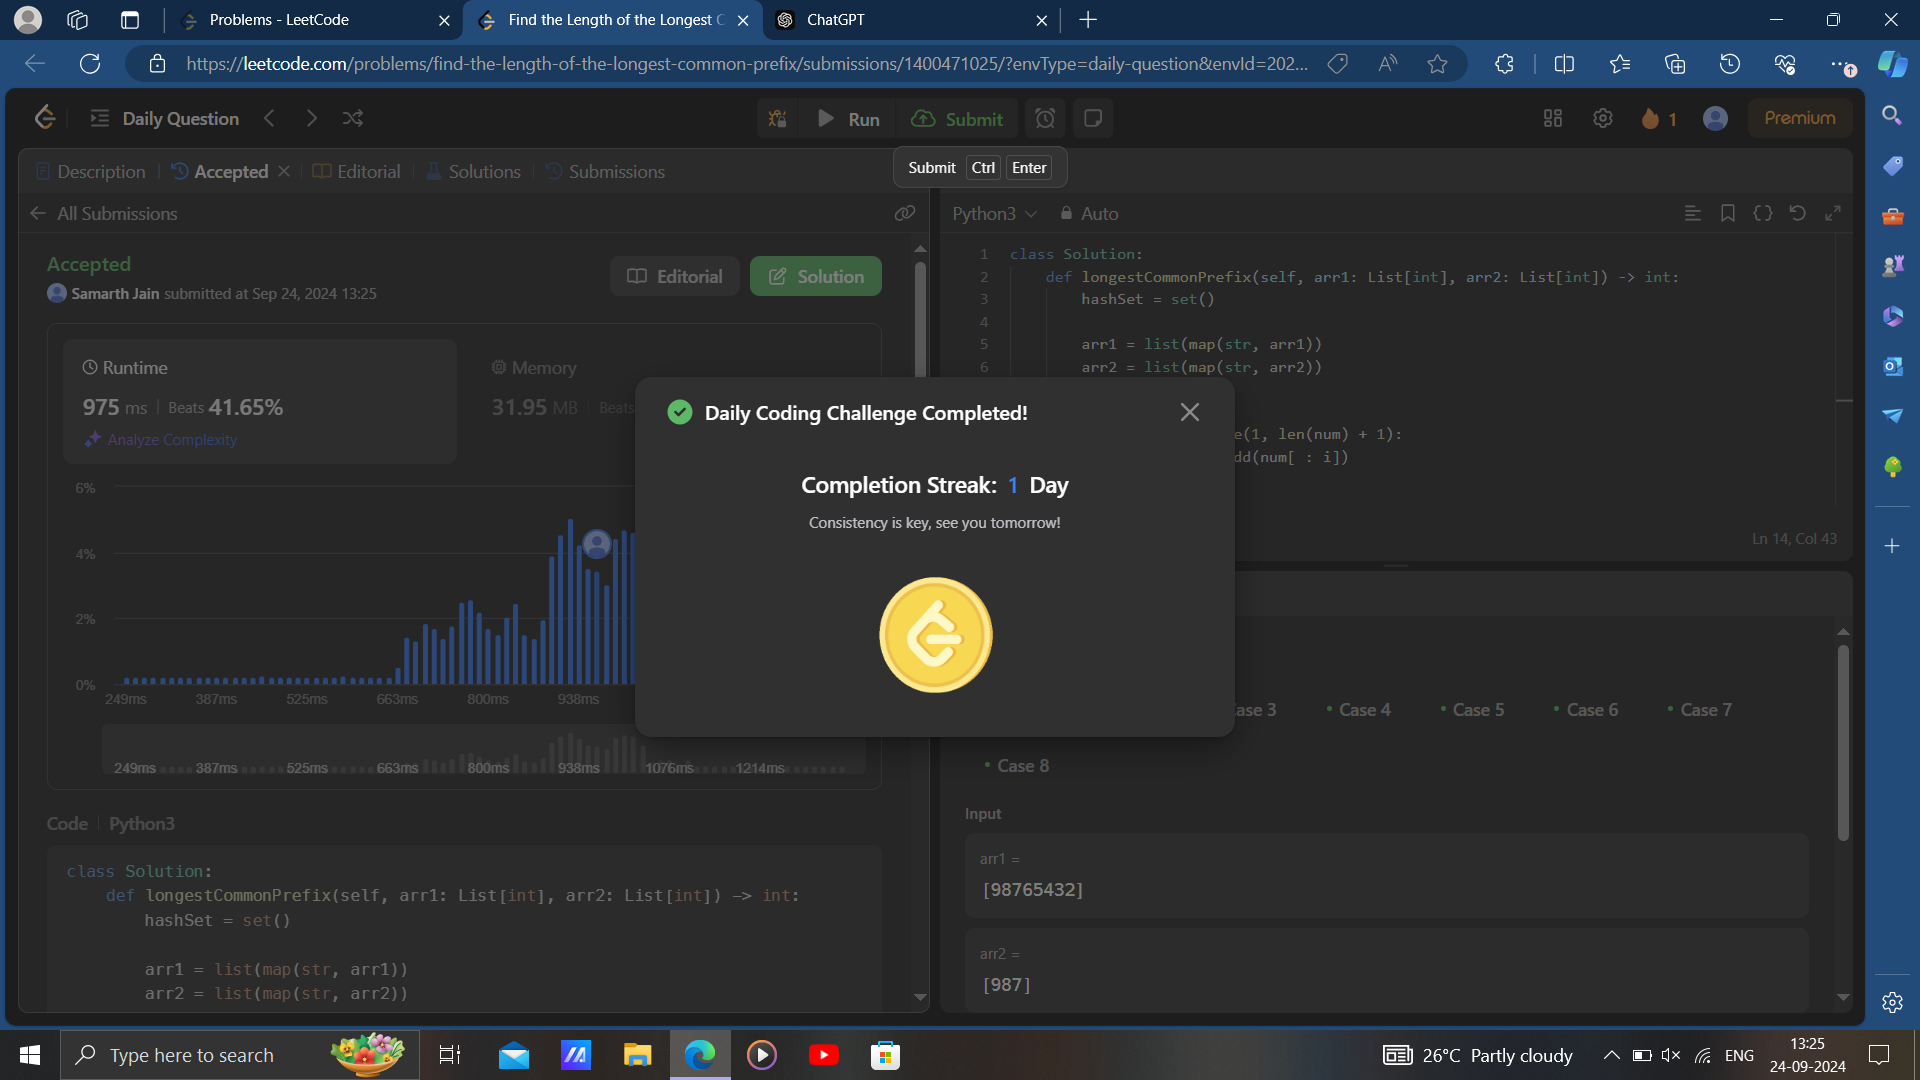 Problems - LeetCode
Find the Length of the Longest C
ChatGPT
https://leetcode.com/problems/find-the-length-of-the-longest-common-prefix/submissions/1400471025/?envType=daily-question&envId=202...
Daily Question
Run
Submit
1
Premium
Submit Ctrl Enter
Description
Accepted
Editorial
Solutions
Submissions
All Submissions
Accepted
Samarth Jain submitted at Sep 24, 2024 13:25
Editorial
Solution
Runtime
975 ms
Beats 41.65%
Analyze Complexity
Memory
31.95 MB
Beats
6%
4%
2%
0%
249ms 387ms 525ms 663ms 800ms 938ms
249ms 387ms 525ms 663ms 800ms 938ms 1076ms 1214ms
Code
Python3
class Solution:
def longestCommonPrefix(self, arr1: List[int], arr2: List[int]) -> int:
hashSet = set()
arr1 = list(map(str, arr1))
arr2 = list(map(str, arr2))
Python3
Auto
1 class Solution:
2 def longestCommonPrefix(self, arr1: List[int], arr2: List[int]) -> int:
3 hashSet = set()
4
5 arr1 = list(map(str, arr1))
6 arr2 = list(map(str, arr2))
e(1, len(num) + 1):
dd(num[ : i])
Ln 14, Col 43
Daily Coding Challenge Completed!
Completion Streak: 1 Day
Consistency is key, see you tomorrow!
ase 3
Case 4
Case 5
Case 6
Case 7
Case 8
Input
arr1 =
[98765432]
arr2 =
[987]
Type here to search
26°C Partly cloudy
ENG
13:25
24-09-2024